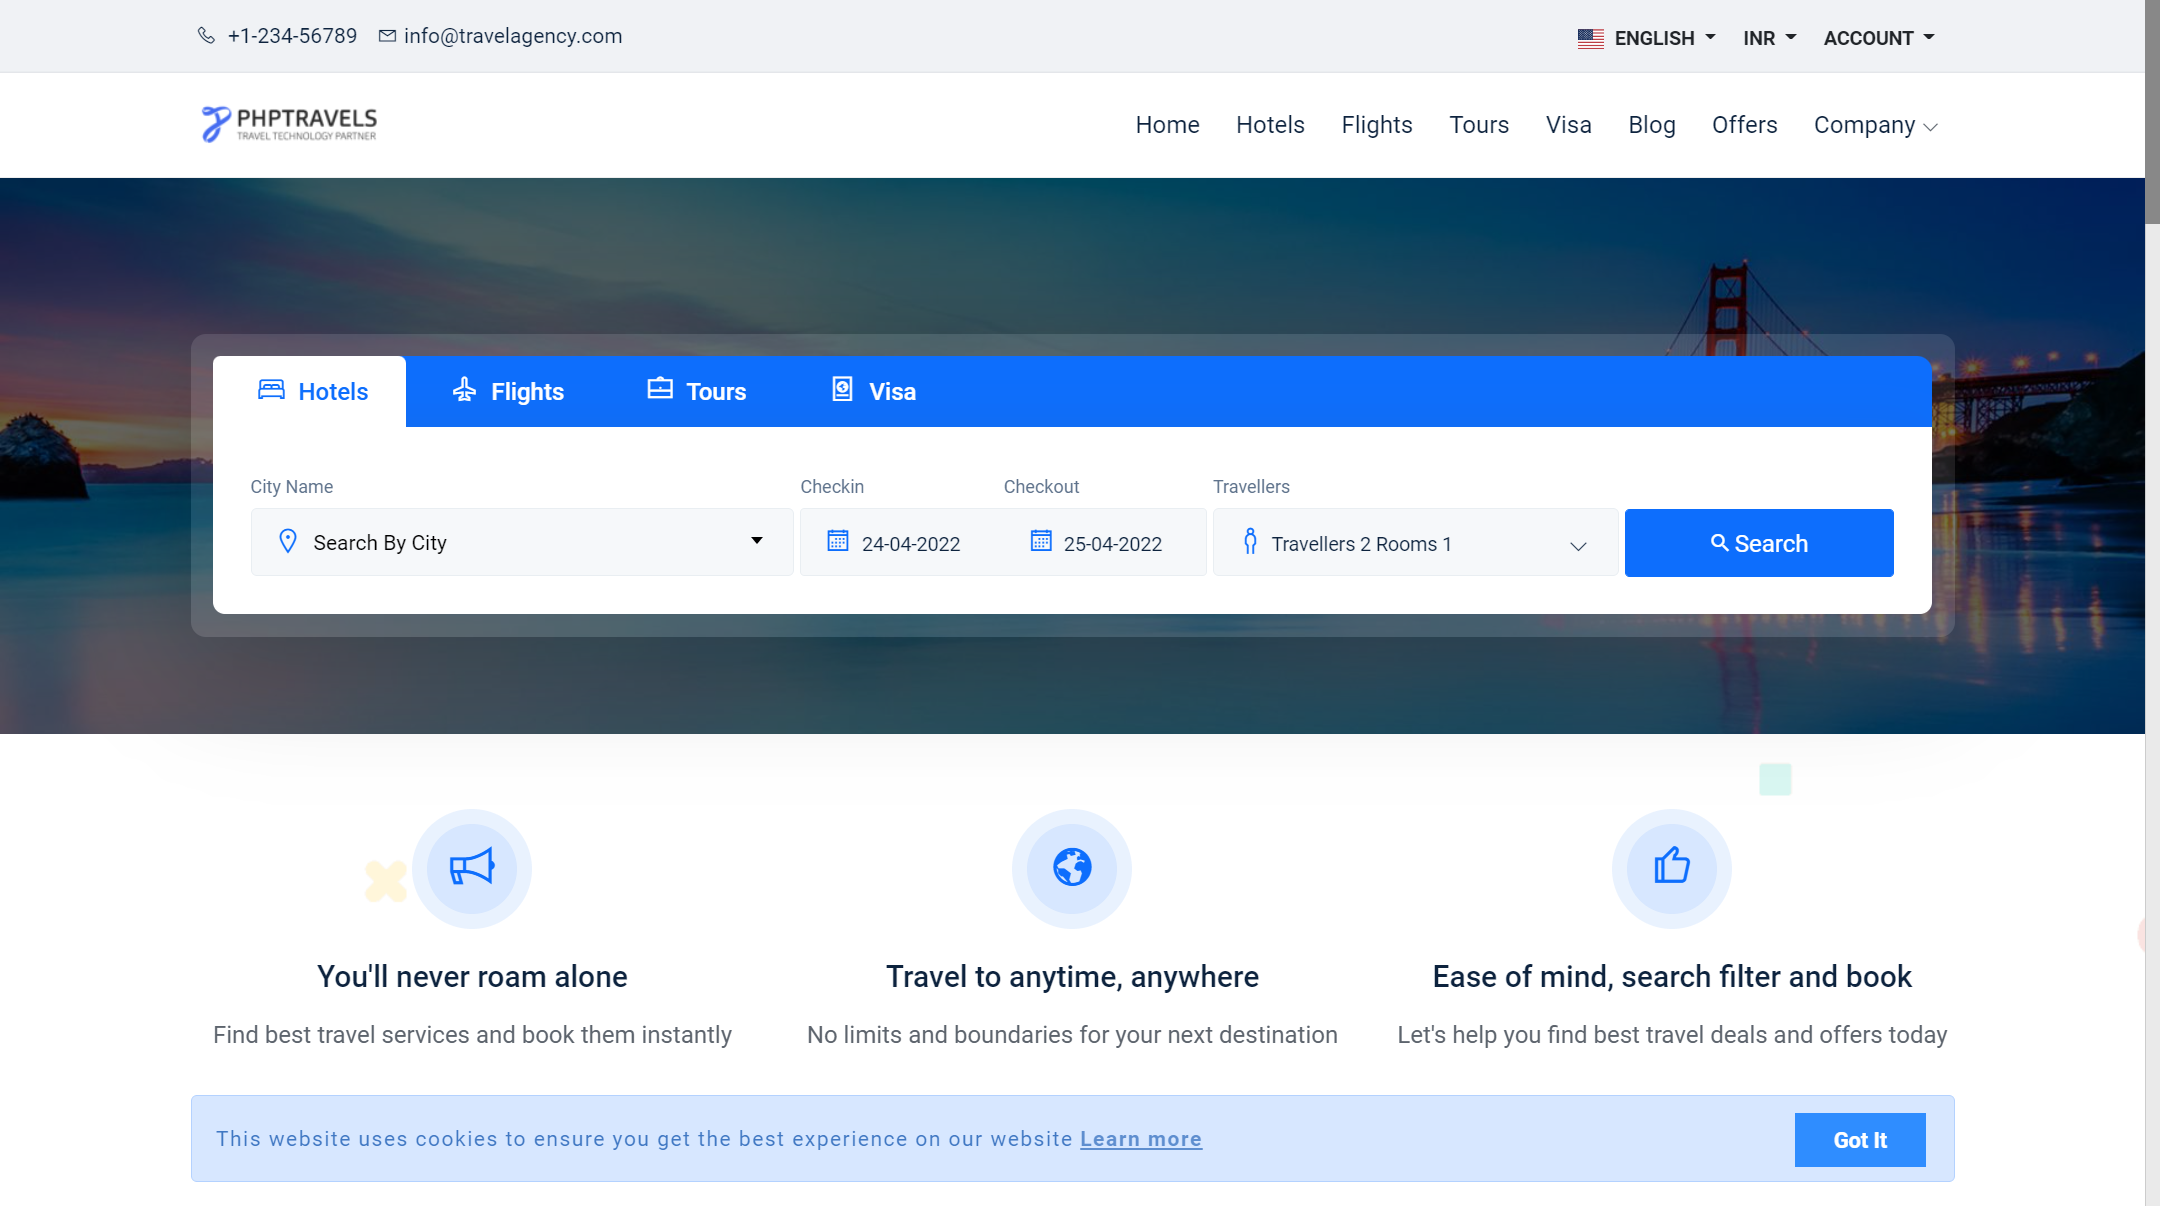 +1-234-56789 info@travelagency.com ENGLISH INR ACCOUNT
PHPTRAVELS
TRAVEL TECHNOLOGY PARTNER
Home Hotels Flights Tours Visa Blog Offers Company
Hotels Flights Tours Visa
City Name Checkin Checkout Travellers
Search By City 24-04-2022 25-04-2022 Travellers 2 Rooms 1 Search
You'll never roam alone
Find best travel services and book them instantly
Travel to anytime, anywhere
No limits and boundaries for your next destination
Ease of mind, search filter and book
Let's help you find best travel deals and offers today
This website uses cookies to ensure you get the best experience on our website Learn more
Got It